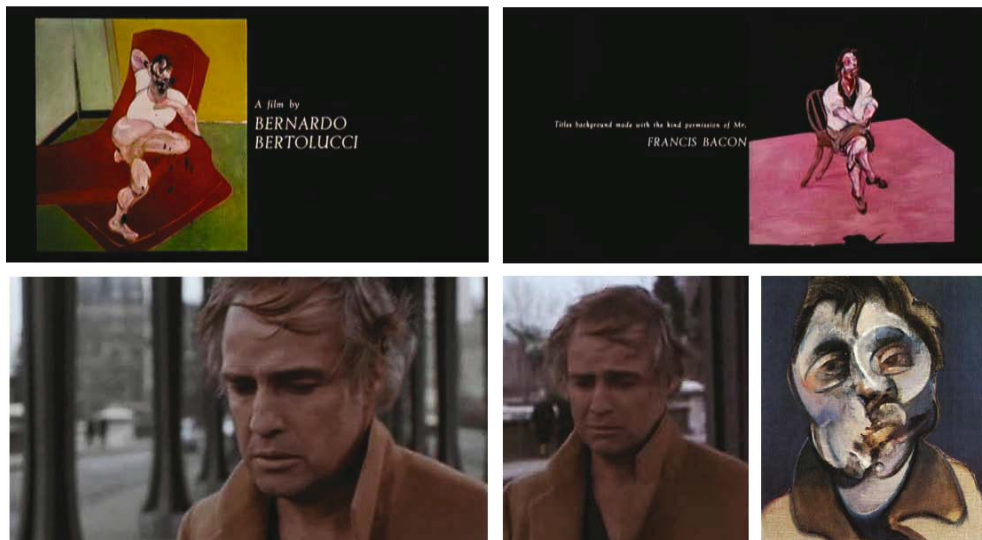 A film by
BERNARDO
BERTOLUCCI
Titles background made with the kind permission of Mr.
FRANCIS BACON